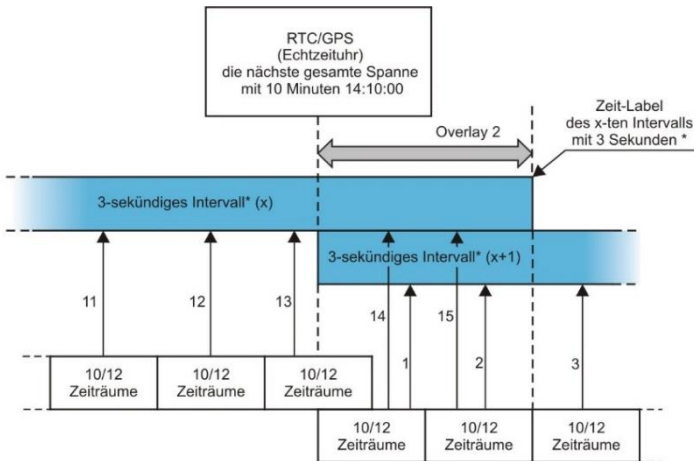 RTC/GPS
(Echtzeituhr)
die nächste gesamte Spanne
mit 10 Minuten 14:10:00
Zeit-Label
des x-ten Intervalls
mit 3 Sekunden *
Overlay 2
3-sekündiges Intervall* (x)
3-sekündiges Intervall* (x+1)
11
12
13
14
1
15
2
3
10/12
Zeiträume
10/12
Zeiträume
10/12
Zeiträume
10/12
Zeiträume
10/12
Zeiträume
10/12
Zeiträume